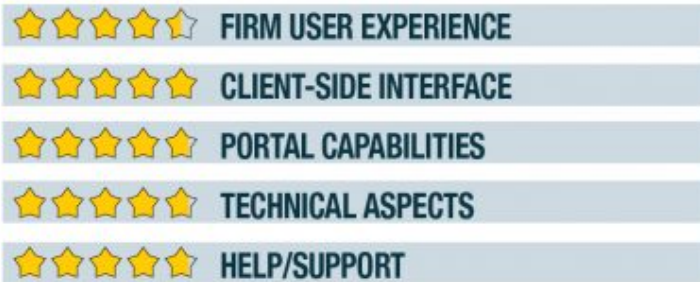 FIRM USER EXPERIENCE
CLIENT-SIDE INTERFACE
PORTAL CAPABILITIES
TECHNICAL ASPECTS
HELP/SUPPORT